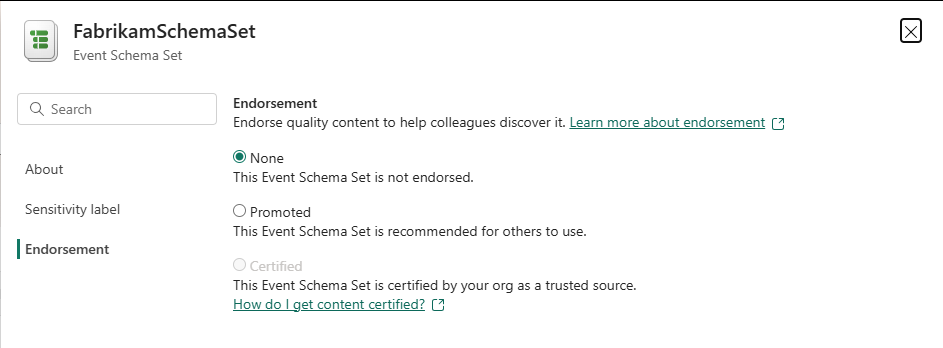 FabrikamSchemaSet
Event Schema Set
Search
About
Sensitivity label
Endorsement
Endorsement
Endorse quality content to help colleagues discover it. Learn more about endorsement
None
This Event Schema Set is not endorsed.
Promoted
This Event Schema Set is recommended for others to use.
Certified
This Event Schema Set is certified by your org as a trusted source.
How do I get content certified?